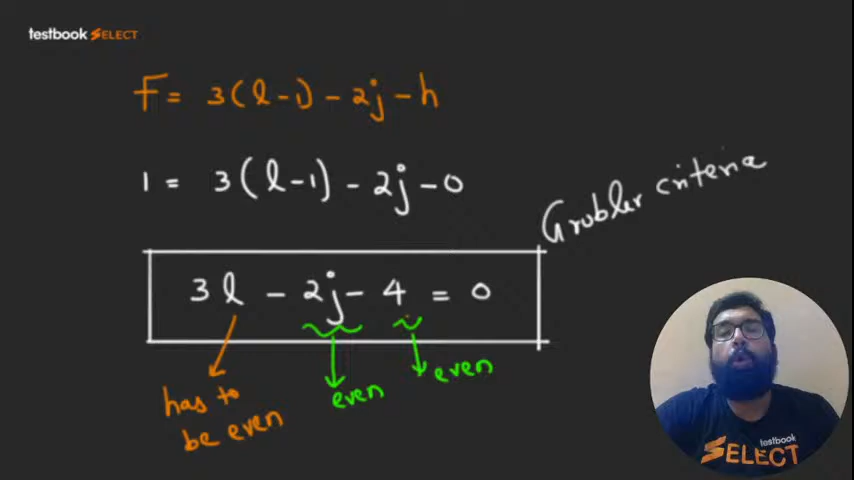 testbook SELECT
F = 3(l-1) - 2j - h
1 = 3(l-1) - 2j - 0
Grubler criteria
3l - 2j - 4 = 0
even
even
has to
be even
testbook
SELECT